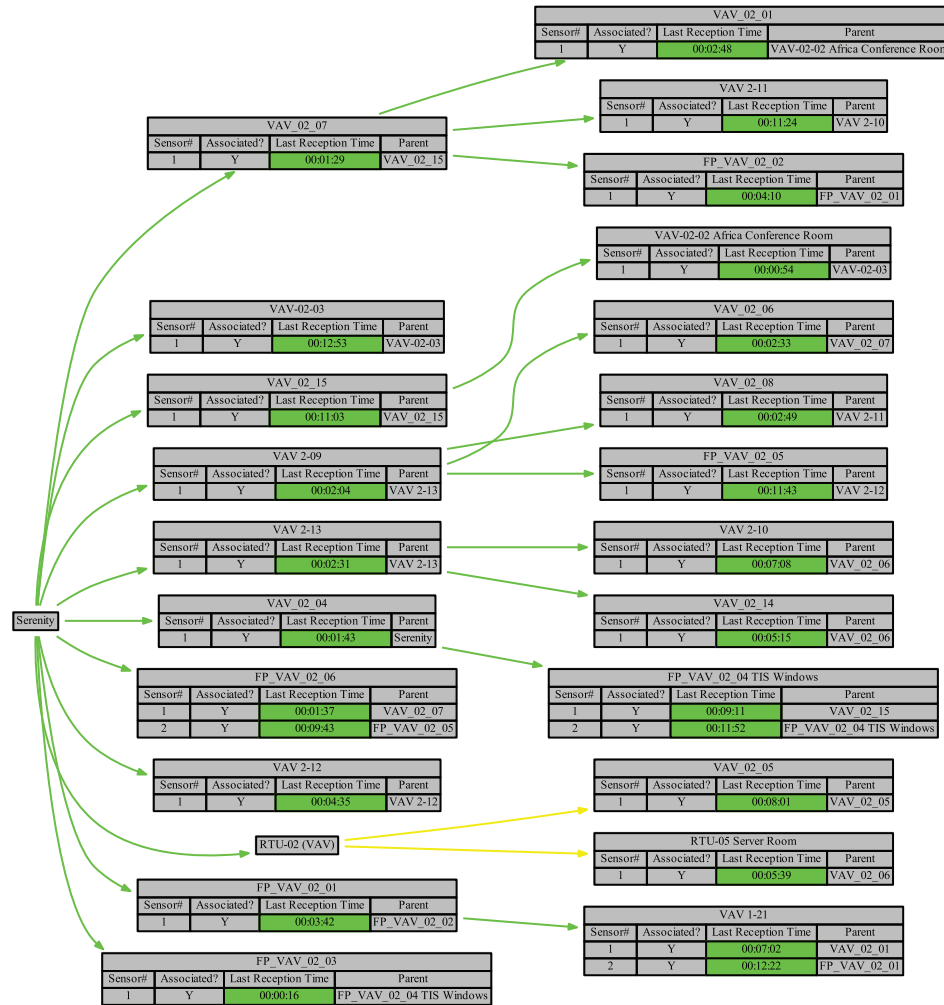 VAV_02_01
Sensor# Associated? Last Reception Time Parent
1 Y 00:02:48 VAV-02-02 Africa Conference Room
VAV 2-11
Sensor# Associated? Last Reception Time Parent
1 Y 00:11:24 VAV 2-10
VAV_02_07
Sensor# Associated? Last Reception Time Parent
1 Y 00:01:29 VAV_02_15
FP_VAV_02_02
Sensor# Associated? Last Reception Time Parent
1 Y 00:04:10 FP_VAV_02_01
VAV-02-02 Africa Conference Room
Sensor# Associated? Last Reception Time Parent
1 Y 00:00:54 VAV-02-03
VAV-02-03
Sensor# Associated? Last Reception Time Parent
1 Y 00:12:53 VAV-02-03
VAV_02_06
Sensor# Associated? Last Reception Time Parent
1 Y 00:02:33 VAV_02_07
VAV_02_15
Sensor# Associated? Last Reception Time Parent
1 Y 00:11:03 VAV_02_15
VAV_02_08
Sensor# Associated? Last Reception Time Parent
1 Y 00:02:49 VAV 2-11
VAV 2-09
Sensor# Associated? Last Reception Time Parent
1 Y 00:02:04 VAV 2-13
FP_VAV_02_05
Sensor# Associated? Last Reception Time Parent
1 Y 00:11:43 VAV 2-12
VAV 2-13
Sensor# Associated? Last Reception Time Parent
1 Y 00:02:31 VAV 2-13
VAV 2-10
Sensor# Associated? Last Reception Time Parent
1 Y 00:07:08 VAV_02_06
Serenity
VAV_02_04
Sensor# Associated? Last Reception Time Parent
1 Y 00:01:43 Serenity
VAV_02_14
Sensor# Associated? Last Reception Time Parent
1 Y 00:05:15 VAV_02_06
FP_VAV_02_06
Sensor# Associated? Last Reception Time Parent
1 Y 00:01:37 VAV_02_07
2 Y 00:09:43 FP_VAV_02_05
FP_VAV_02_04 TIS Windows
Sensor# Associated? Last Reception Time Parent
1 Y 00:09:11 VAV_02_15
2 Y 00:11:52 FP_VAV_02_04 TIS Windows
VAV 2-12
Sensor# Associated? Last Reception Time Parent
1 Y 00:04:35 VAV 2-12
VAV_02_05
Sensor# Associated? Last Reception Time Parent
1 Y 00:08:01 VAV_02_05
RTU-02 (VAV)
RTU-05 Server Room
Sensor# Associated? Last Reception Time Parent
1 Y 00:05:39 VAV_02_06
FP_VAV_02_01
Sensor# Associated? Last Reception Time Parent
1 Y 00:03:42 FP_VAV_02_02
VAV 1-21
Sensor# Associated? Last Reception Time Parent
1 Y 00:07:02 VAV_02_01
2 Y 00:12:22 FP_VAV_02_01
FP_VAV_02_03
Sensor# Associated? Last Reception Time Parent
1 Y 00:00:16 FP_VAV_02_04 TIS Windows